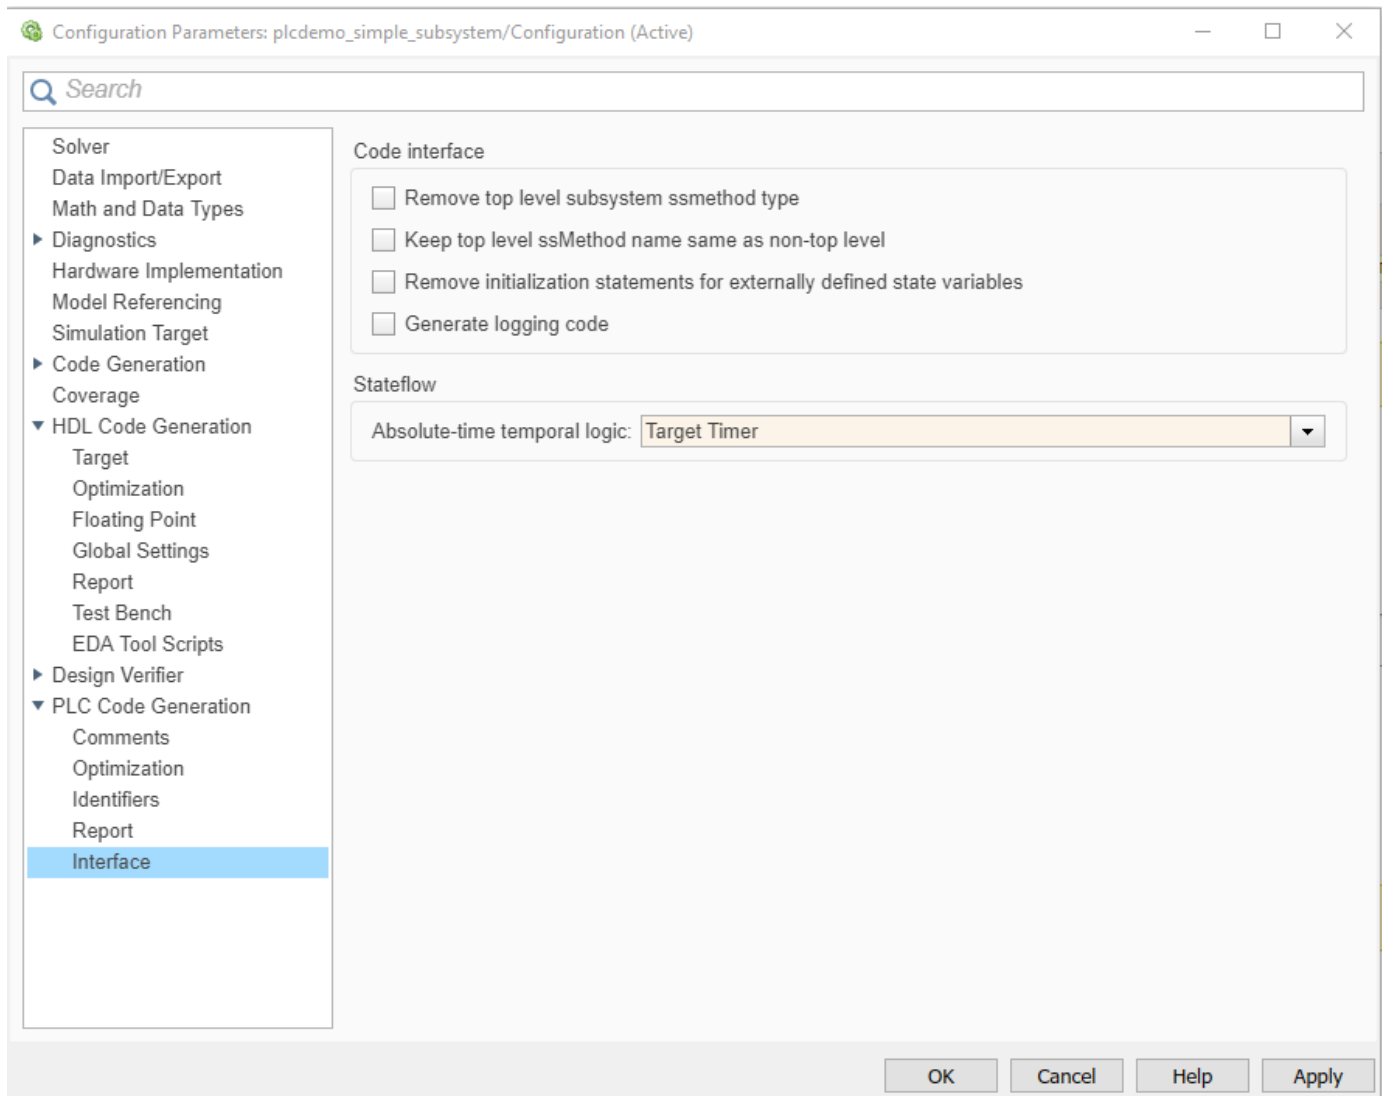 Configuration Parameters: plcdemo_simple_subsystem/Configuration (Active)
Search
Solver
Data Import/Export
Math and Data Types
Diagnostics
Hardware Implementation
Model Referencing
Simulation Target
Code Generation
Coverage
HDL Code Generation
Target
Optimization
Floating Point
Global Settings
Report
Test Bench
EDA Tool Scripts
Design Verifier
PLC Code Generation
Comments
Optimization
Identifiers
Report
Interface
Code interface
Remove top level subsystem ssmethod type
Keep top level ssMethod name same as non-top level
Remove initialization statements for externally defined state variables
Generate logging code
Stateflow
Absolute-time temporal logic: Target Timer
OK Cancel Help Apply